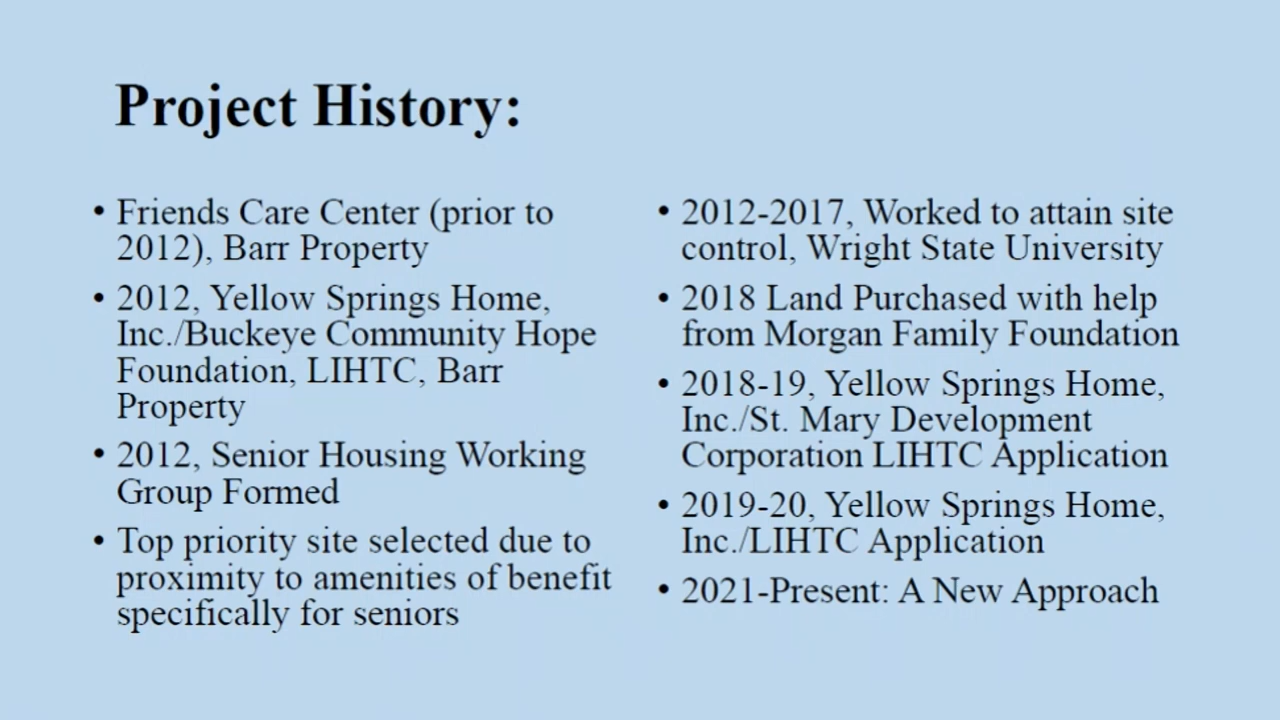 Project History:
• Friends Care Center (prior to
2012), Barr Property
• 2012, Yellow Springs Home,
Inc./Buckeye Community Hope
Foundation, LIHTC, Barr
Property
• 2012, Senior Housing Working
Group Formed
• Top priority site selected due to
proximity to amenities of benefit
specifically for seniors
• 2012-2017, Worked to attain site
control, Wright State University
• 2018 Land Purchased with help
from Morgan Family Foundation
• 2018-19, Yellow Springs Home,
Inc./St. Mary Development
Corporation LIHTC Application
• 2019-20, Yellow Springs Home,
Inc./LIHTC Application
• 2021-Present: A New Approach